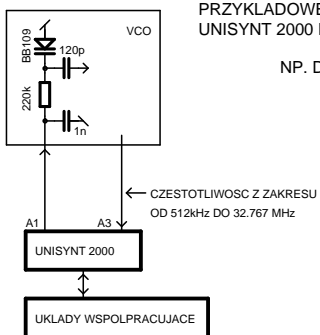 PRZYKLADOWE
UNISYNT 2000
NP. D
VCO
BB109
120p
220k
1n
CZESTOTLIWOSC Z ZAKRESU
OD 512kHz DO 32.767 MHz
A1 A3
UNISYNT 2000
UKLADY WSPOLPRACUJACE